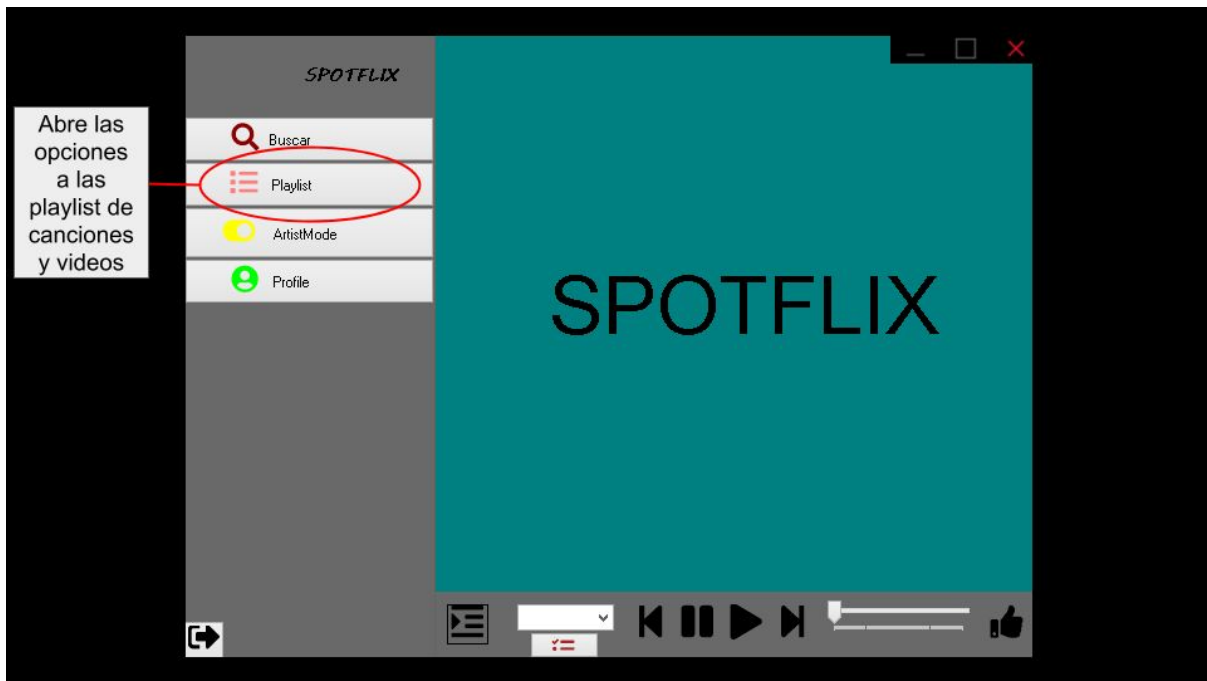 SPOTFLIX
Abre las
opciones
a las
playlist de
canciones
y videos
Buscar
Playlist
ArtistMode
Profile
SPOTFLIX